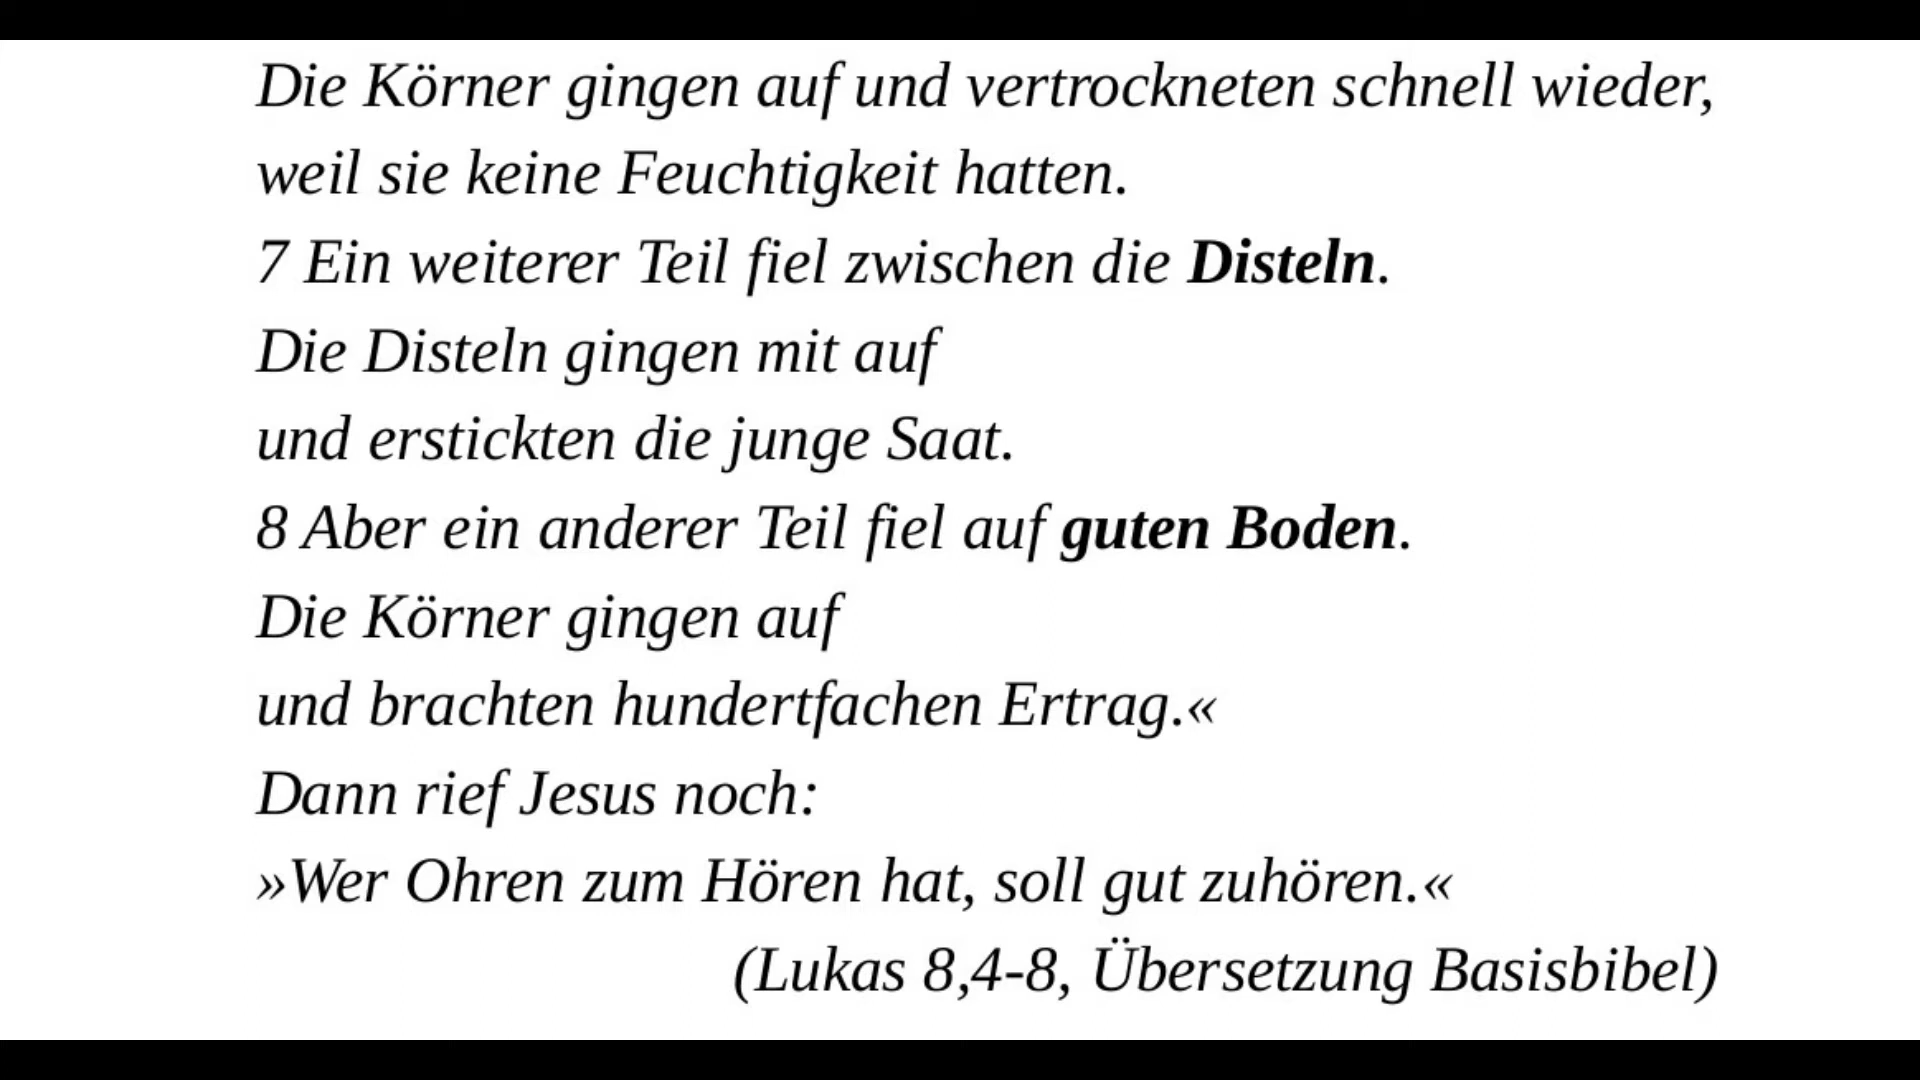 Die Körner gingen auf und vertrockneten schnell wieder,
weil sie keine Feuchtigkeit hatten.
7 Ein weiterer Teil fiel zwischen die Disteln.
Die Disteln gingen mit auf
und erstickten die junge Saat.
8 Aber ein anderer Teil fiel auf guten Boden.
Die Körner gingen auf
und brachten hundertfachen Ertrag.«
Dann rief Jesus noch:
»Wer Ohren zum Hören hat, soll gut zuhören.«
(Lukas 8,4-8, Übersetzung Basisbibel)